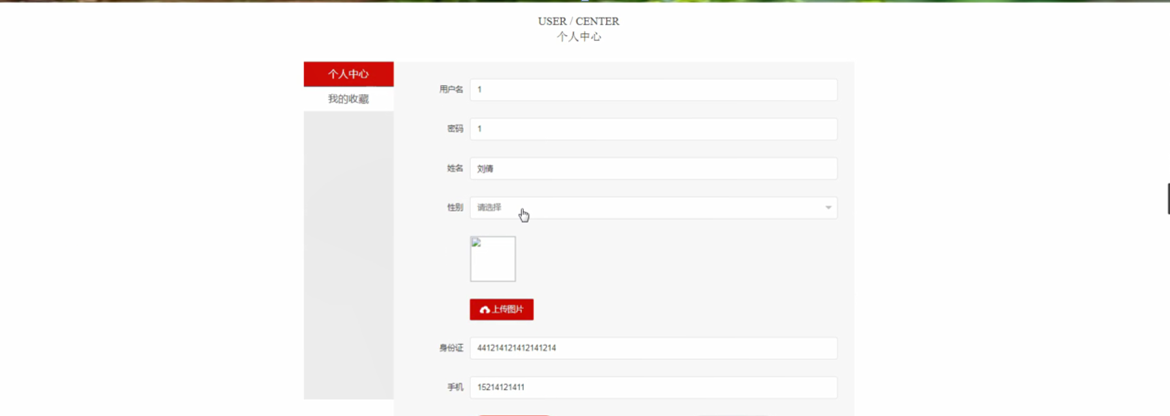 USER / CENTER
个人中心
个人中心
我的收藏
用户名 1
密码 1
姓名 刘倩
性别 请选择
上传图片
身份证 441214121412141214
手机 15214121411